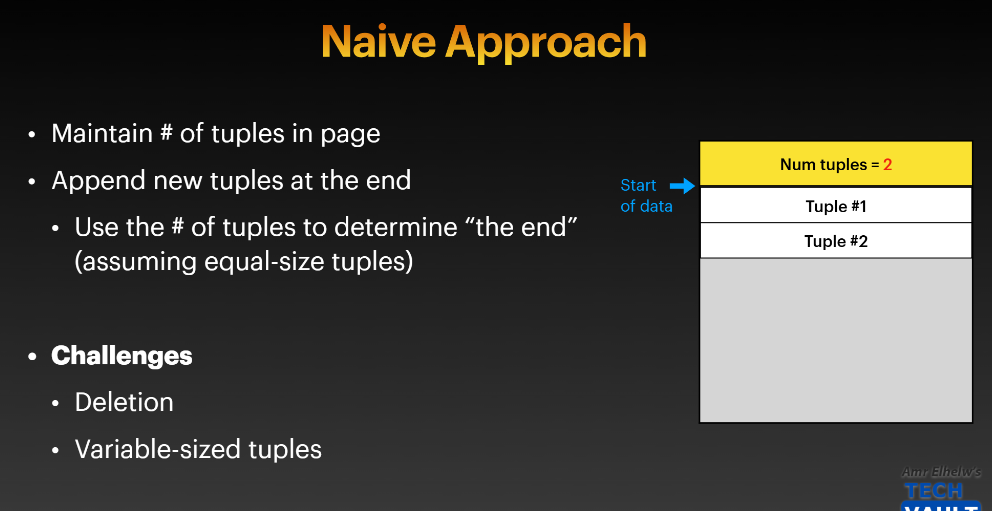 Naive Approach
• Maintain # of tuples in page
• Append new tuples at the end
• Use the # of tuples to determine “the end”
(assuming equal-size tuples)
• Challenges
• Deletion
• Variable-sized tuples
Num tuples = 2
Start
of data
Tuple #1
Tuple #2
Amr Elhelw's
TECH
VAULT